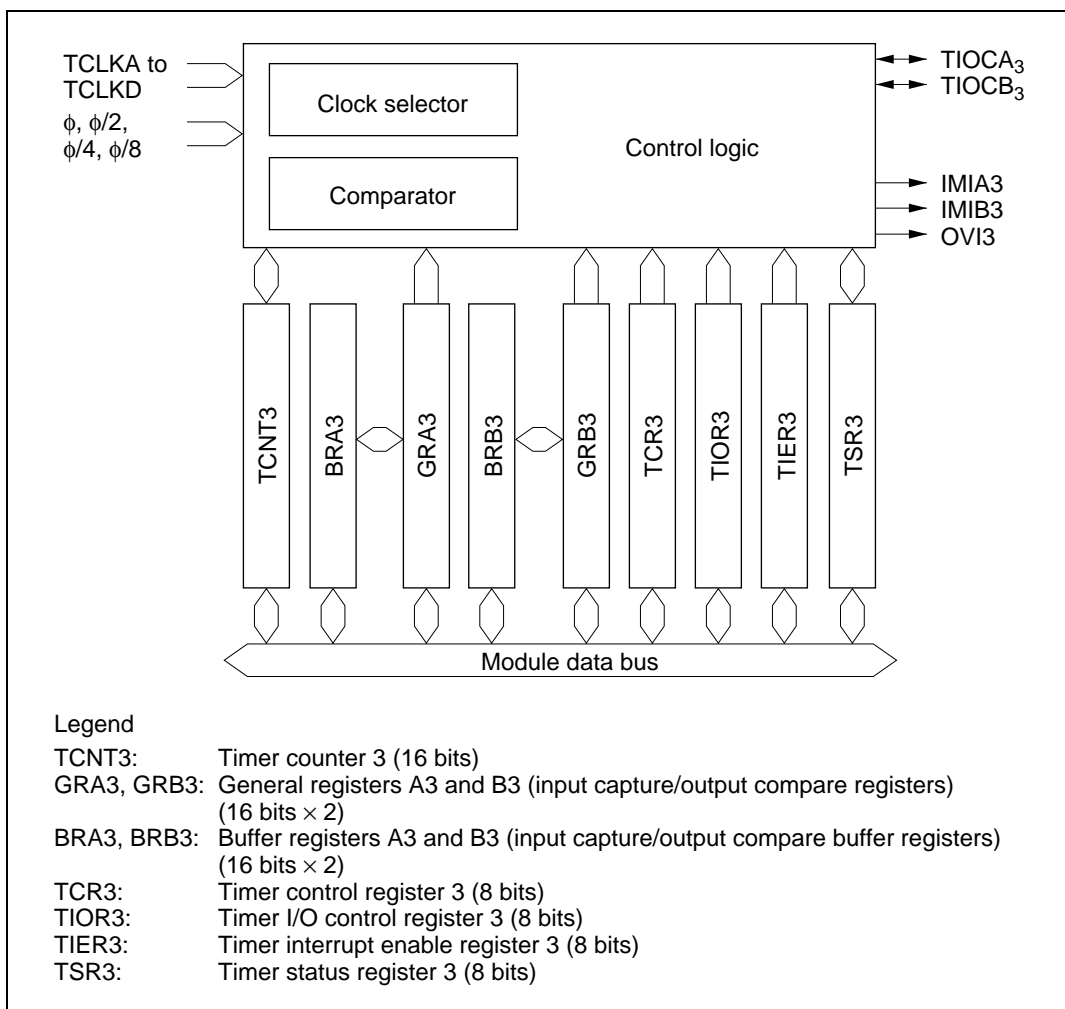 TCLKA to
TCLKD
ϕ, ϕ/2,
ϕ/4, ϕ/8
Clock selector
Comparator
Control logic
TIOCA3
TIOCB3
IMIA3
IMIB3
OVI3
TCNT3
BRA3
GRA3
BRB3
GRB3
TCR3
TIOR3
TIER3
TSR3
Module data bus
Legend
TCNT3: Timer counter 3 (16 bits)
GRA3, GRB3: General registers A3 and B3 (input capture/output compare registers)
(16 bits × 2)
BRA3, BRB3: Buffer registers A3 and B3 (input capture/output compare buffer registers)
(16 bits × 2)
TCR3: Timer control register 3 (8 bits)
TIOR3: Timer I/O control register 3 (8 bits)
TIER3: Timer interrupt enable register 3 (8 bits)
TSR3: Timer status register 3 (8 bits)